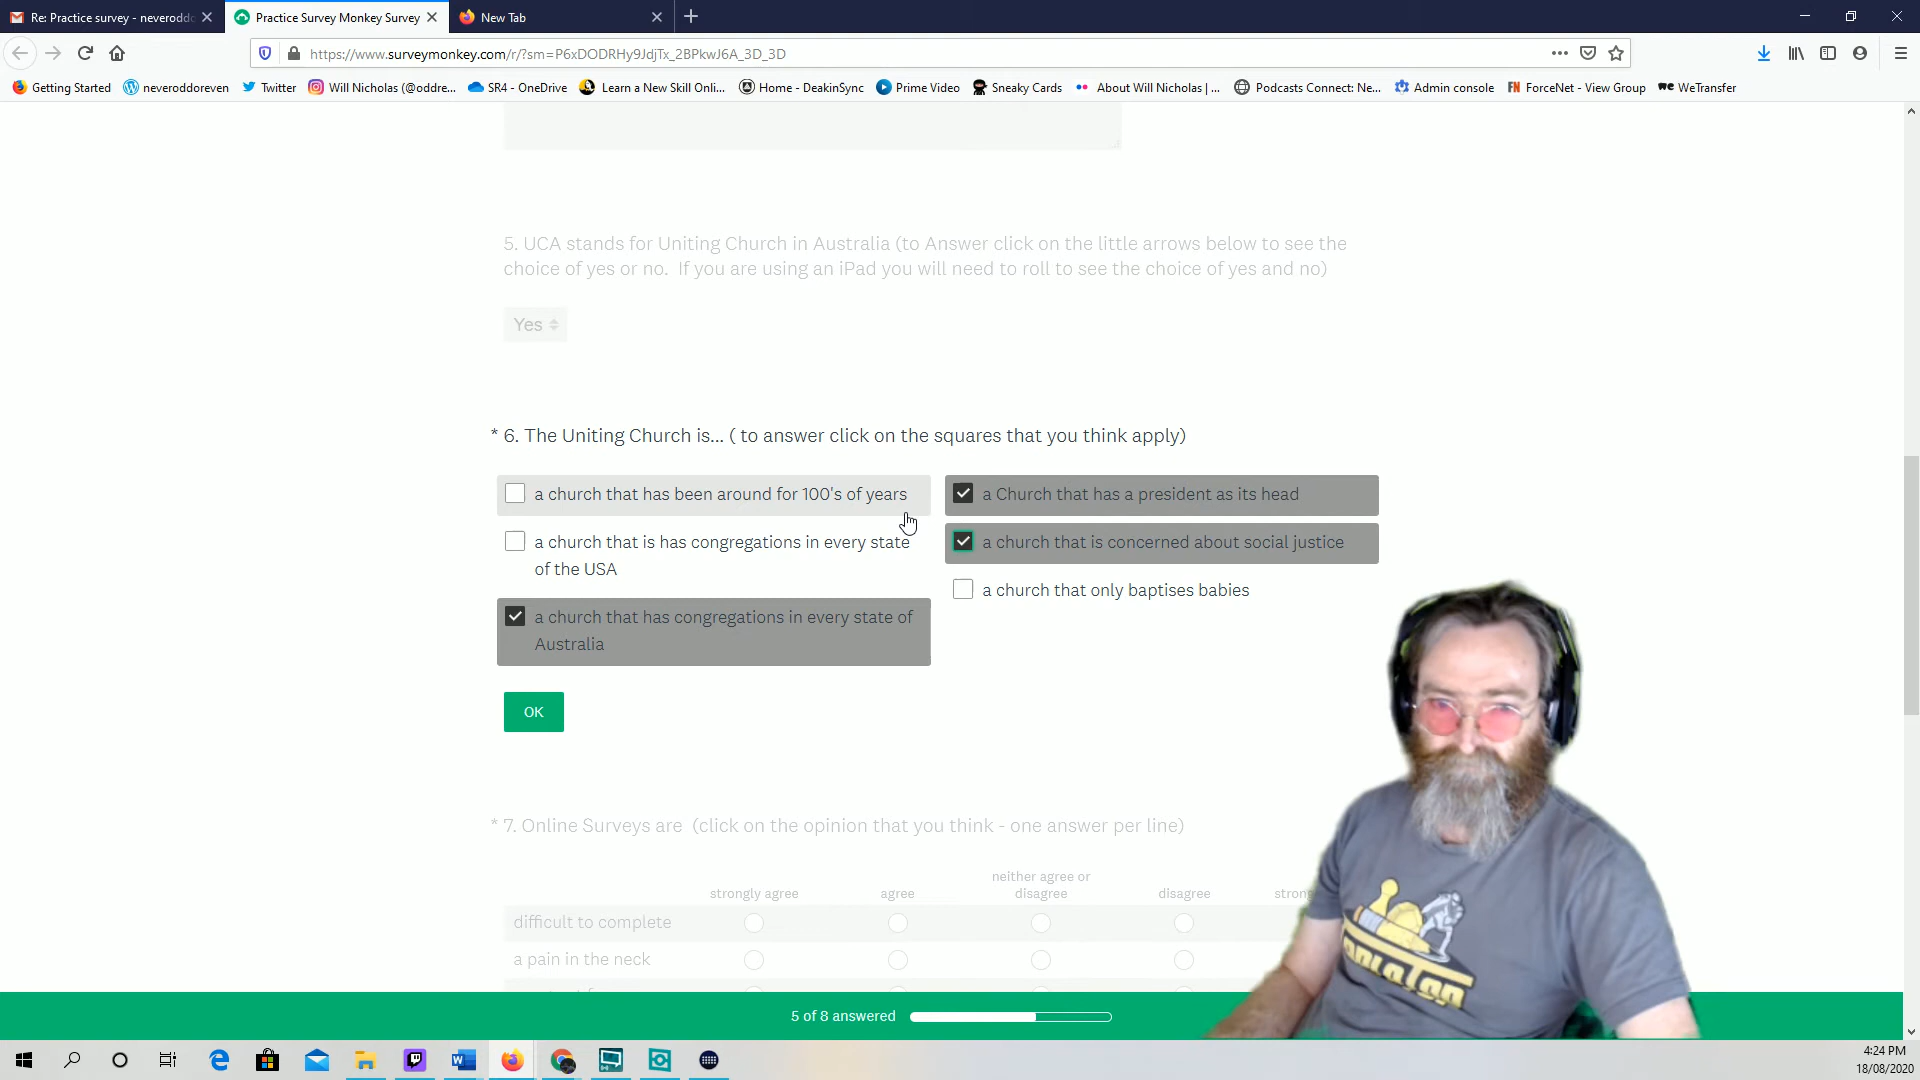 Re: Practice survey - neveroddo
Practice Survey Monkey Survey
New Tab
https://www.surveymonkey.com/r/?sm=P6xDODRHy9JdjTx_2BPkwJ6A_3D_3D
Getting Started
neveroddoreven
Twitter
Will Nicholas (@oddre...
SR4 - OneDrive
Learn a New Skill Onli...
Home - DeakinSync
Prime Video
Sneaky Cards
About Will Nicholas |...
Podcasts Connect: Ne...
Admin console
FN ForceNet - View Group
we WeTransfer
5. UCA stands for Uniting Church in Australia (to Answer click on the little arrows below to see the
choice of yes or no. If you are using an iPad you will need to roll to see the choice of yes and no)
Yes
* 6. The Uniting Church is... ( to answer click on the squares that you think apply)
a church that has been around for 100's of years
a church that is has congregations in every state
of the USA
a church that has congregations in every state of
Australia
a Church that has a president as its head
a church that is concerned about social justice
a church that only baptises babies
OK
* 7. Online Surveys are (click on the opinion that you think - one answer per line)
strongly agree
agree
neither agree or
disagree
disagree
difficult to complete
a pain in the neck
5 of 8 answered
4:24 PM
18/08/2020